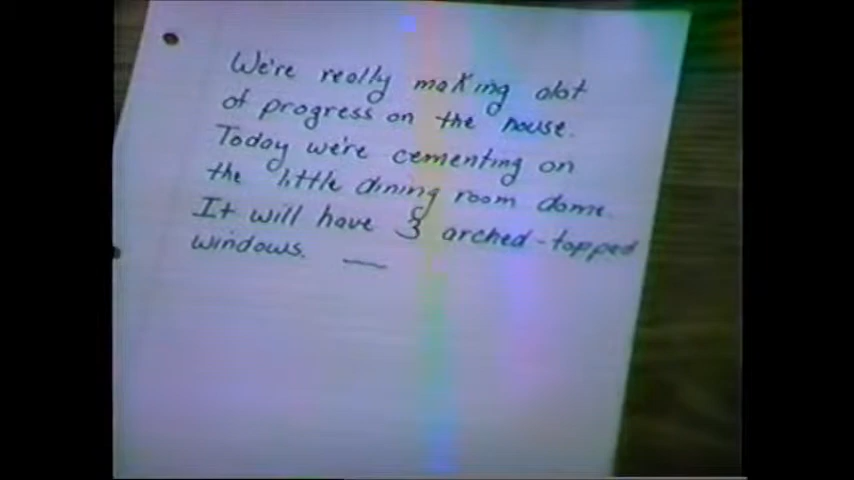 We're really making alot
of progress on the house.
Today we're cementing on
the little dining room dome.
It will have 3 arched-topped
windows. —